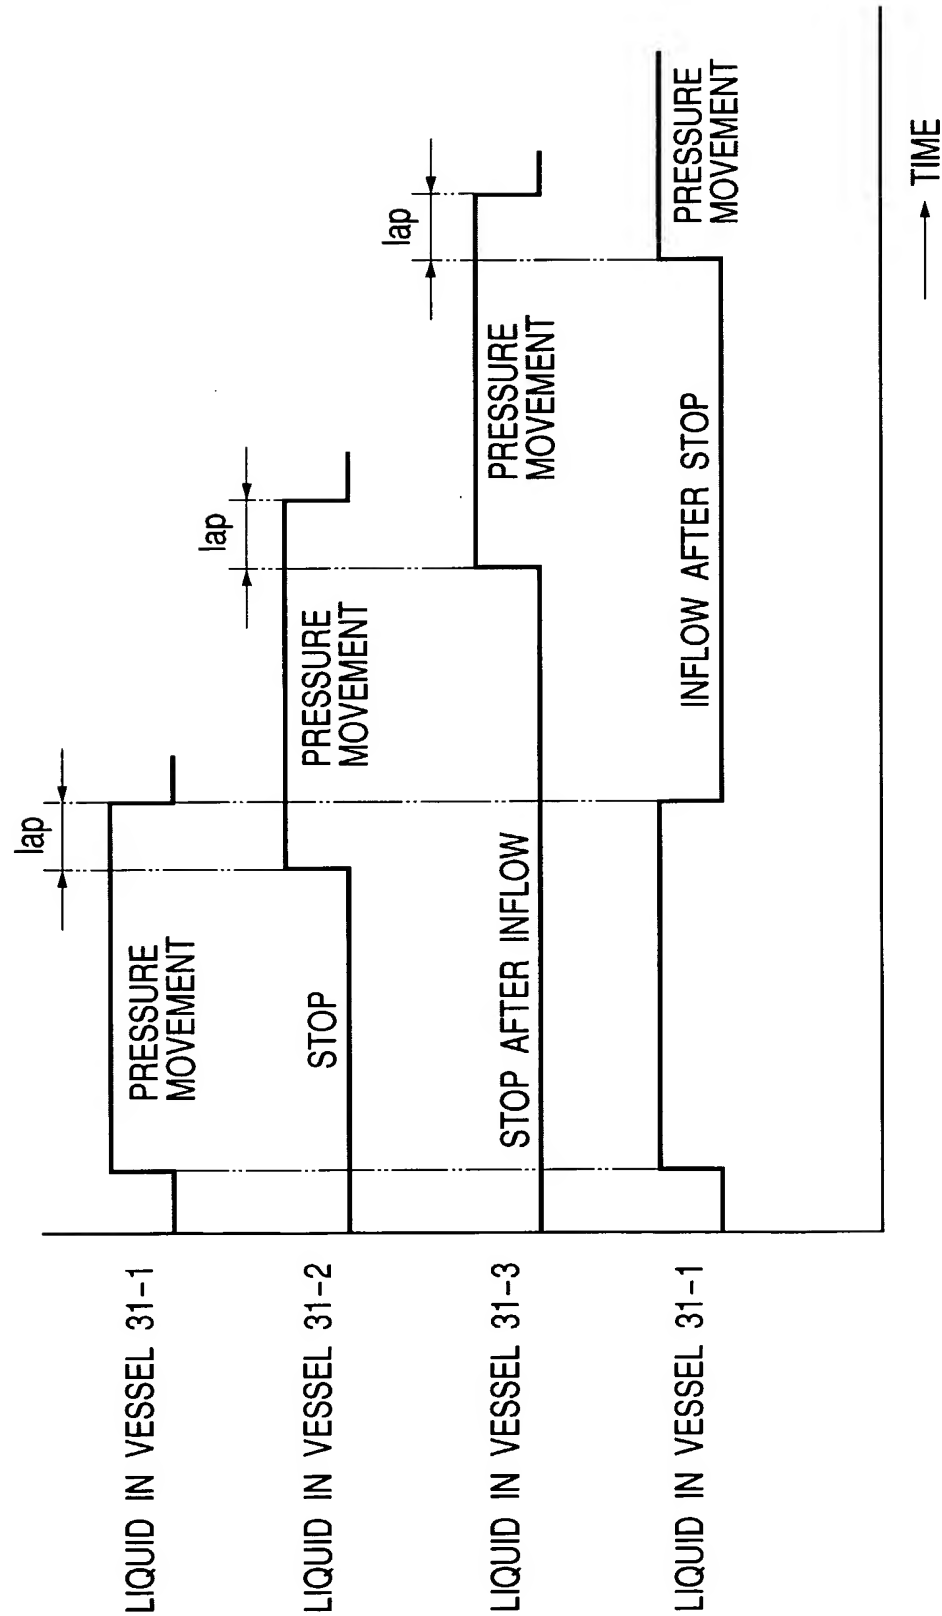 LIQUID IN VESSEL 31-1
PRESSURE
MOVEMENT
lap
LIQUID IN VESSEL 31-2
STOP
PRESSURE
MOVEMENT
lap
LIQUID IN VESSEL 31-3
STOP AFTER INFLOW
PRESSURE
MOVEMENT
lap
LIQUID IN VESSEL 31-1
INFLOW AFTER STOP
PRESSURE
MOVEMENT
TIME